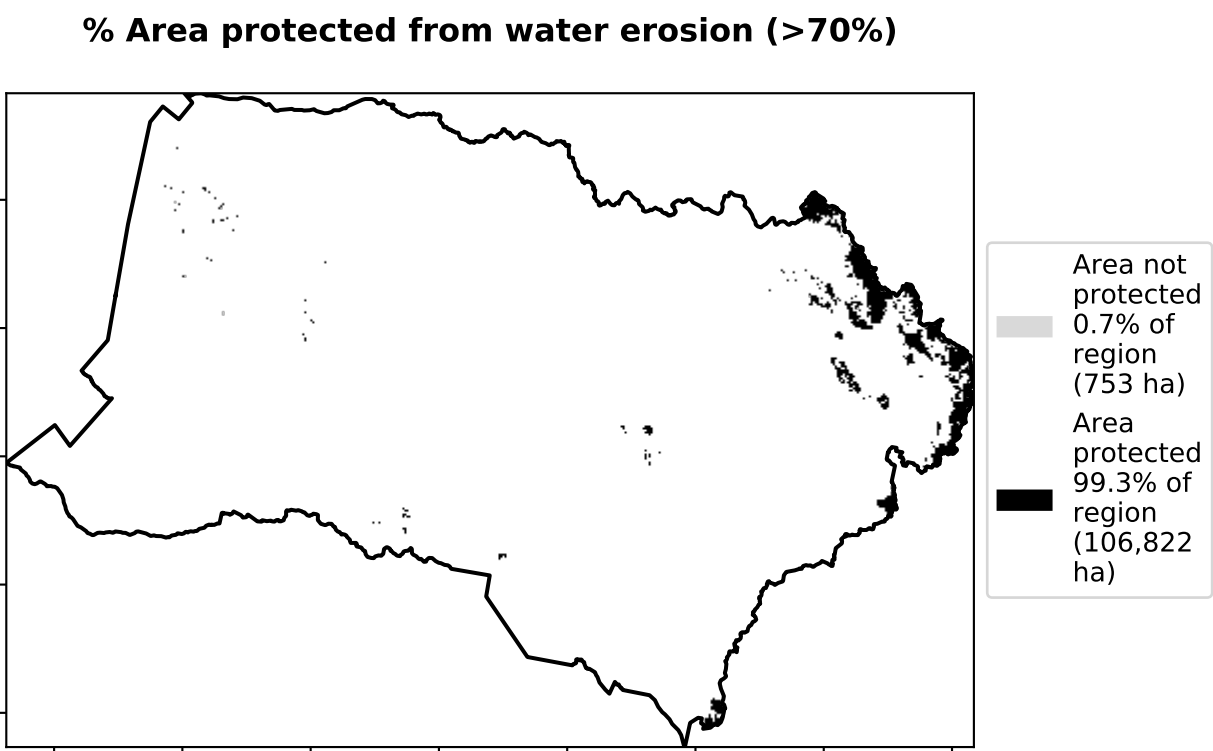 % Area protected from water erosion (>70%)
Area not
protected
0.7% of
region
(753 ha)
Area
protected
99.3% of
region
(106,822
ha)